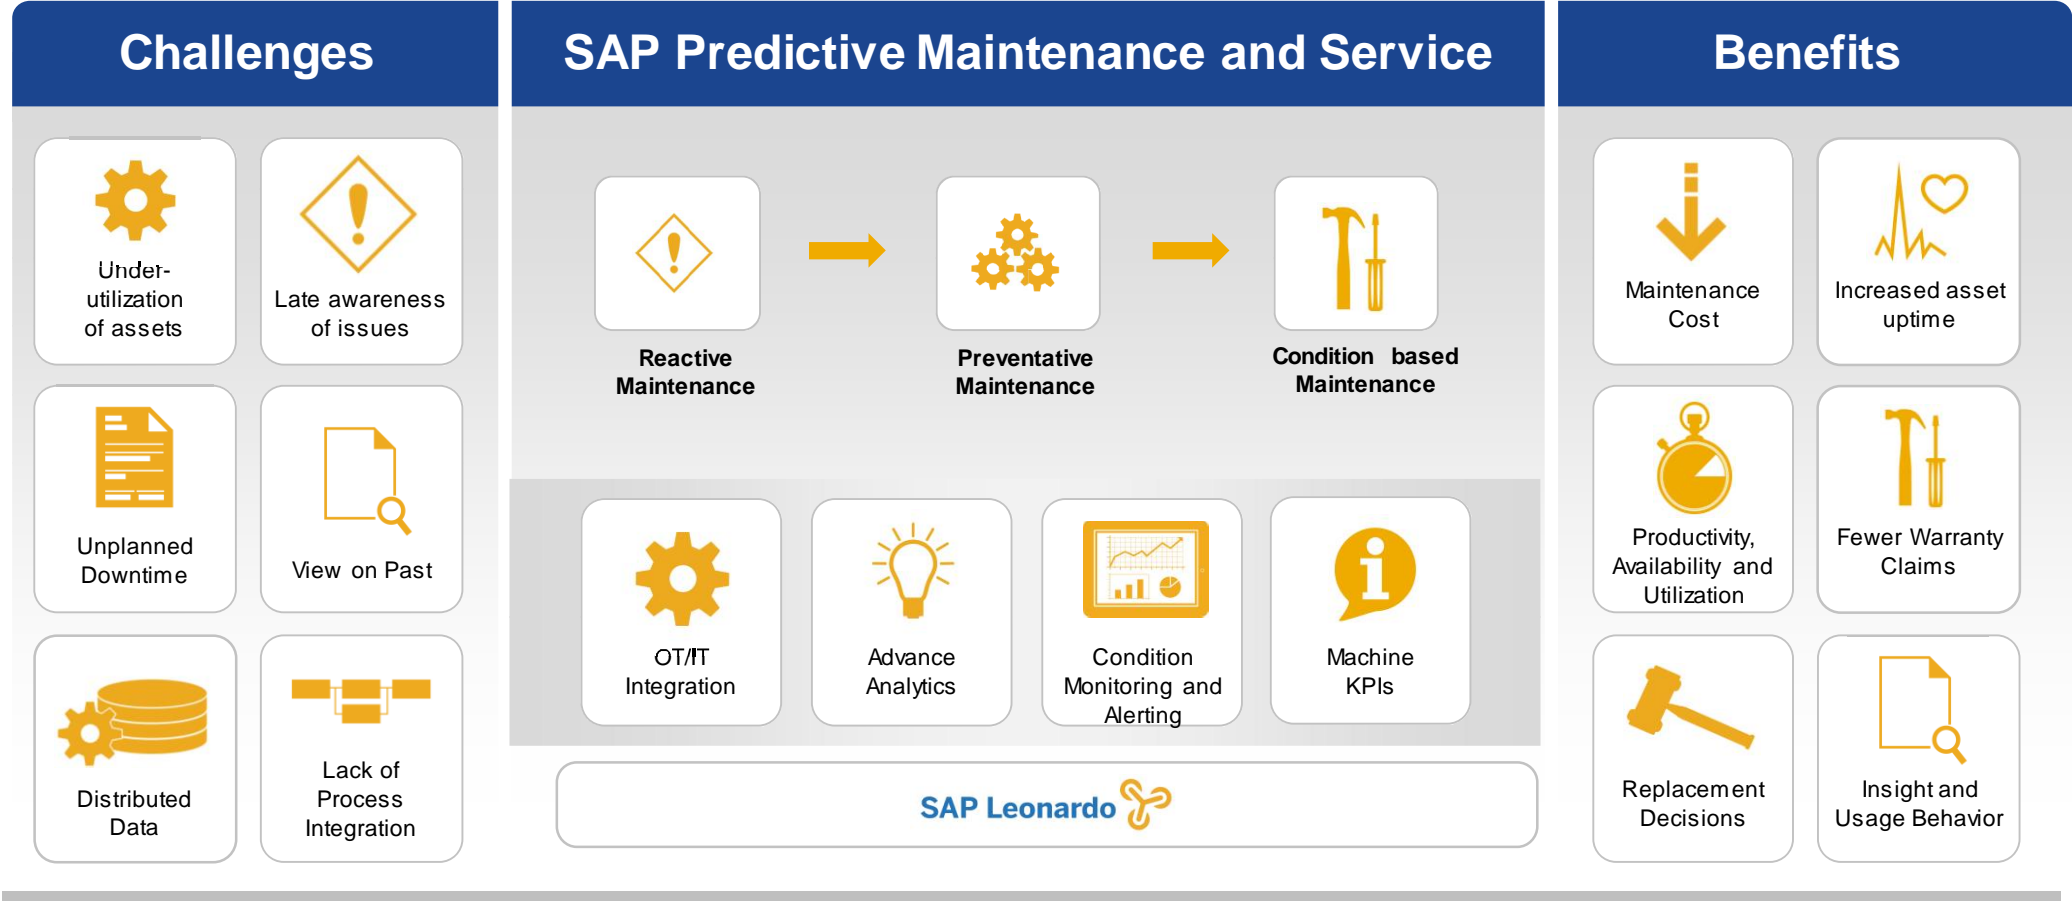 Challenges
Under-
utilization
of assets
Late awareness
of issues
Unplanned
Downtime
View on Past
Distributed
Data
Lack of
Process
Integration
SAP Predictive Maintenance and Service
Reactive
Maintenance
Preventative
Maintenance
Condition based
Maintenance
OT/IT
Integration
Advance
Analytics
Condition
Monitoring and
Alerting
Machine
KPIs
SAP Leonardo
Benefits
Maintenance
Cost
Increased asset
uptime
Productivity,
Availability and
Utilization
Fewer Warranty
Claims
Replacement
Decisions
Insight and
Usage Behavior